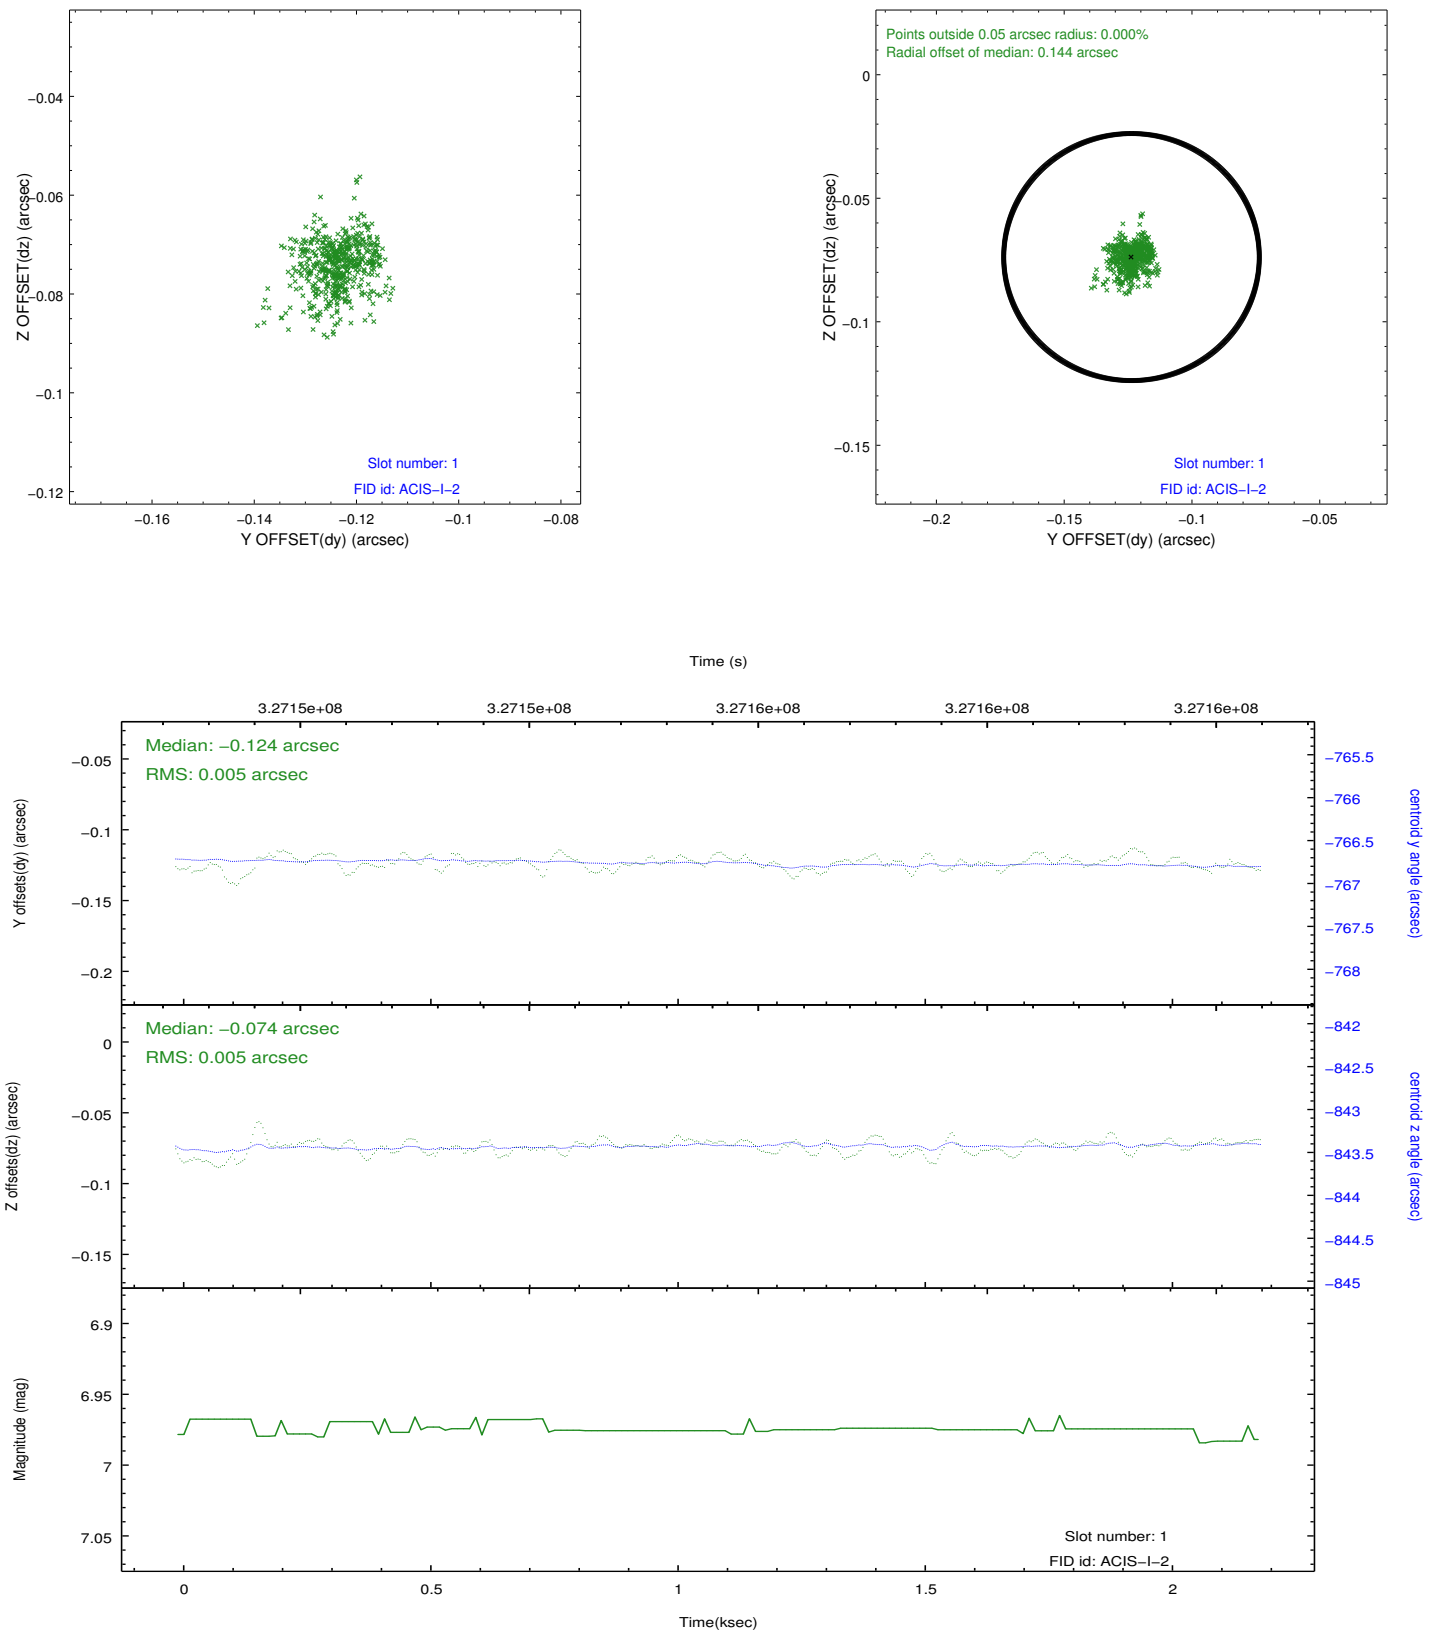 −0.04
−0.06
−0.08
−0.1
−0.12
Z OFFSET(dz) (arcsec)
Slot number: 1
FID id: ACIS−I−2
−0.16
−0.14
−0.12
−0.1
−0.08
Y OFFSET(dy) (arcsec)
Points outside 0.05 arcsec radius: 0.000%
Radial offset of median: 0.144 arcsec
0
−0.05
−0.1
−0.15
Z OFFSET(dz) (arcsec)
Slot number: 1
FID id: ACIS−I−2
−0.2
−0.15
−0.1
−0.05
Y OFFSET(dy) (arcsec)
Time (s)
3.2715e+08
3.2715e+08
3.2716e+08
3.2716e+08
3.2716e+08
Median: −0.124 arcsec
RMS: 0.005 arcsec
−0.05
−0.1
−0.15
−0.2
Y offsets(dy) (arcsec)
−765.5
−766
−766.5
−767
−767.5
−768
centroid y angle (arcsec)
Median: −0.074 arcsec
RMS: 0.005 arcsec
0
−0.05
−0.1
−0.15
Z offsets(dz) (arcsec)
−842
−842.5
−843
−843.5
−844
−844.5
−845
centroid z angle (arcsec)
6.9
6.95
7
7.05
Magnitude (mag)
Slot number: 1
FID id: ACIS−I−2
0
0.5
1
1.5
2
Time(ksec)